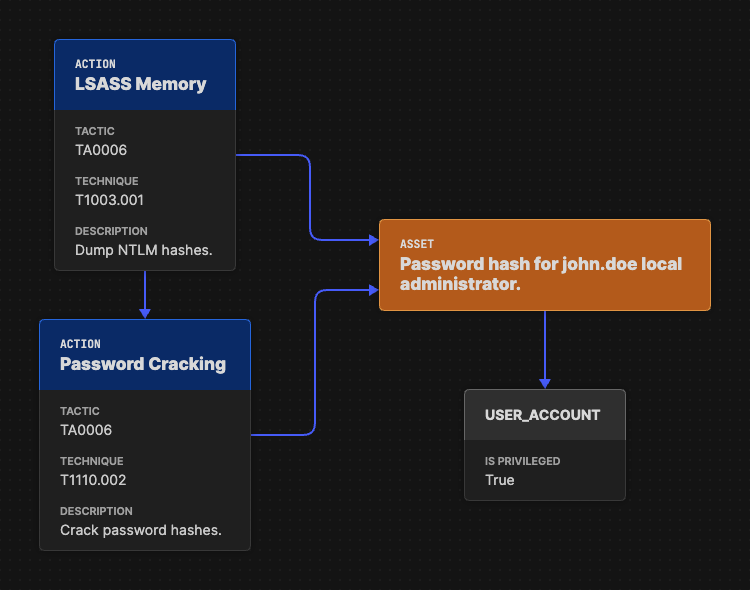 ACTION
LSASS Memory
TACTIC
TA0006
TECHNIQUE
T1003.001
DESCRIPTION
Dump NTLM hashes.
ACTION
Password Cracking
TACTIC
TA0006
TECHNIQUE
T1110.002
DESCRIPTION
Crack password hashes.
ASSET
Password hash for john.doe local
administrator.
USER_ACCOUNT
IS PRIVILEGED
True